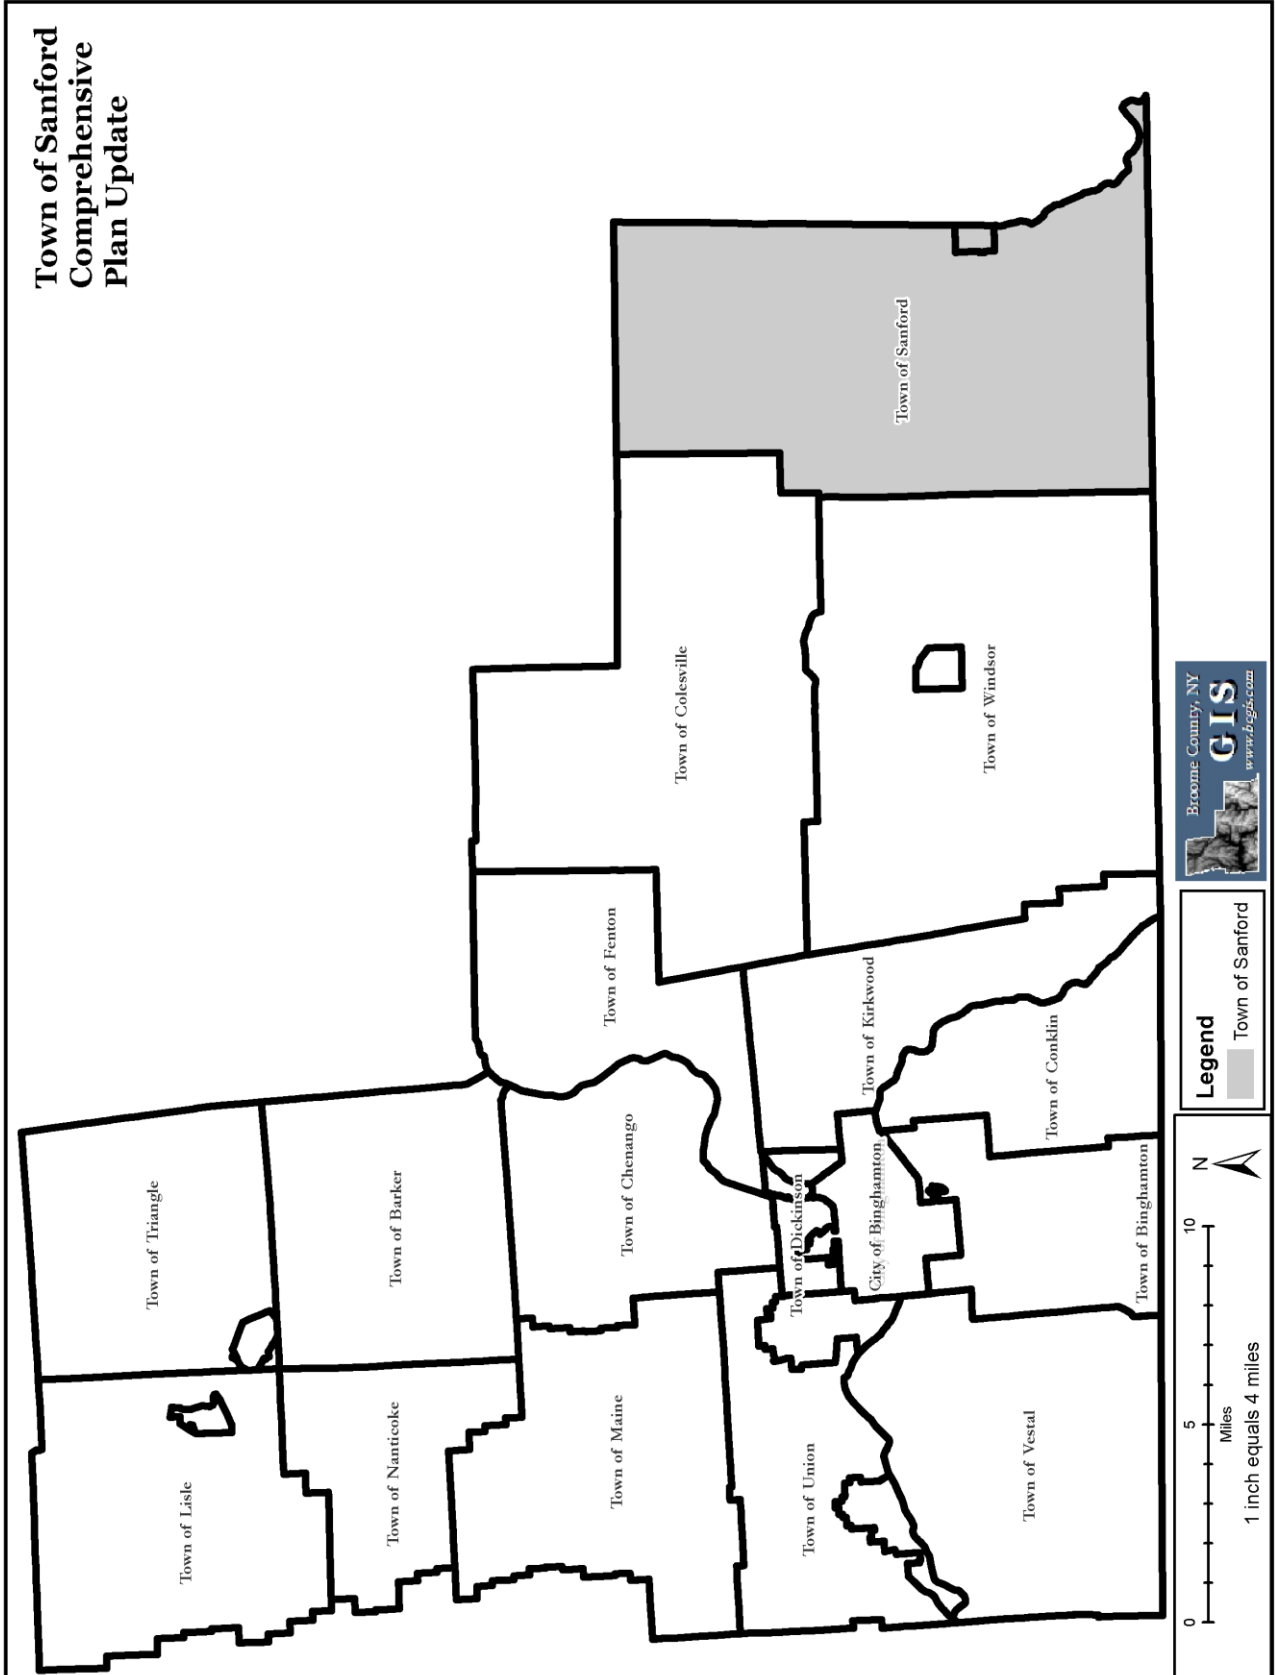 Town of Sanford
Comprehensive
Plan Update
Town of Triangle
Town of Lisle
Town of Barker
Town of Nanticoke
Town of Fenton
Town of Chenango
Town of Maine
Town of Colesville
Town of Sanford
Town of Windsor
Town of Kirkwood
Town of Dickinson
City of Binghamton
Town of Union
Town of Conklin
Town of Vestal
Town of Binghamton
0
5
10
Miles
1 inch equals 4 miles
N
Legend
Town of Sanford
Broome County, NY
GIS
www.bcgis.com